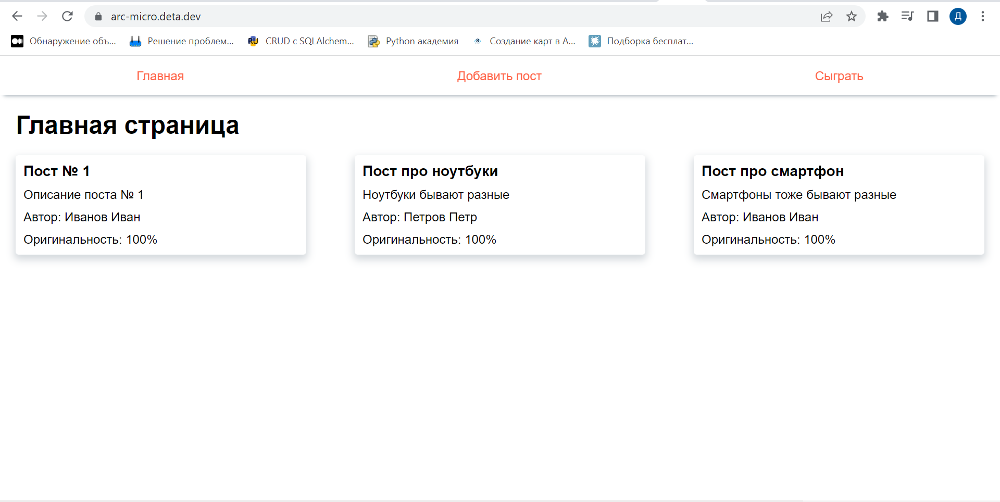 arc-micro.deta.dev
Д
Обнаружение объ...
Решение проблем...
RU
CRUD с SQLAlchem...
Python академия
Создание карт в А...
Подборка бесплат...
Главная
Добавить пост
Сыграть
Главная страница
Пост № 1
Описание поста № 1
Автор: Иванов Иван
Оригинальность: 100%
Пост про ноутбуки
Ноутбуки бывают разные
Автор: Петров Петр
Оригинальность: 100%
Пост про смартфон
Смартфоны тоже бывают разные
Автор: Иванов Иван
Оригинальность: 100%